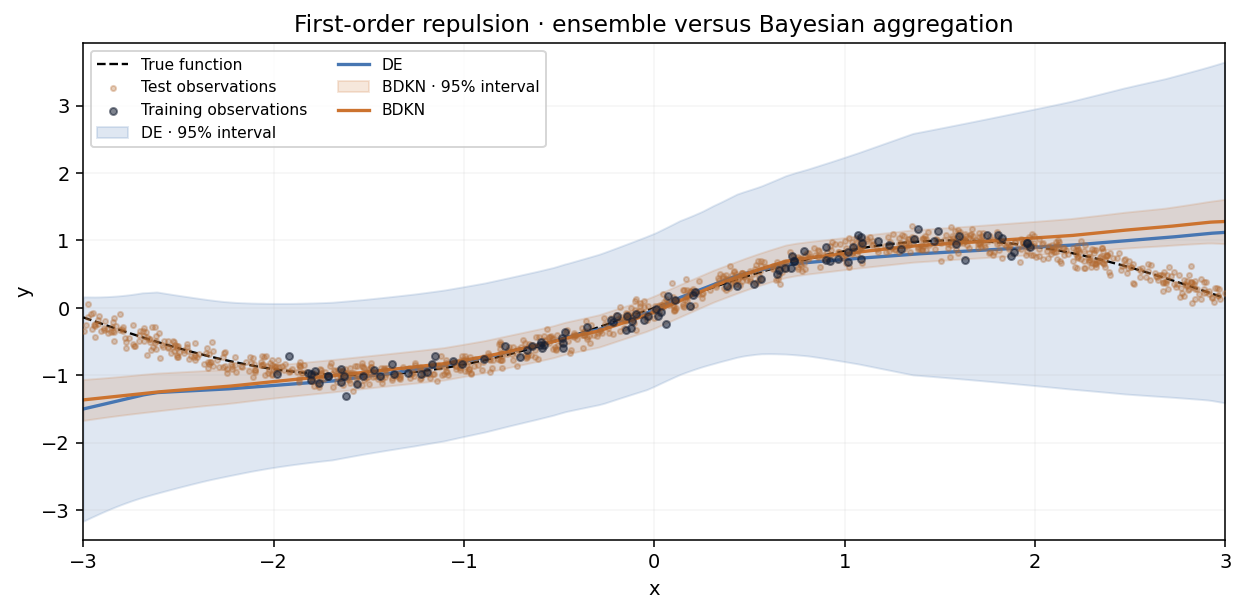 First-order repulsion · ensemble versus Bayesian aggregation
True function
Test observations
Training observations
DE · 95% interval
DE
BDKN · 95% interval
BDKN
y
3
2
1
0
−1
−2
−3
−3 −2 −1 0 1 2 3
x